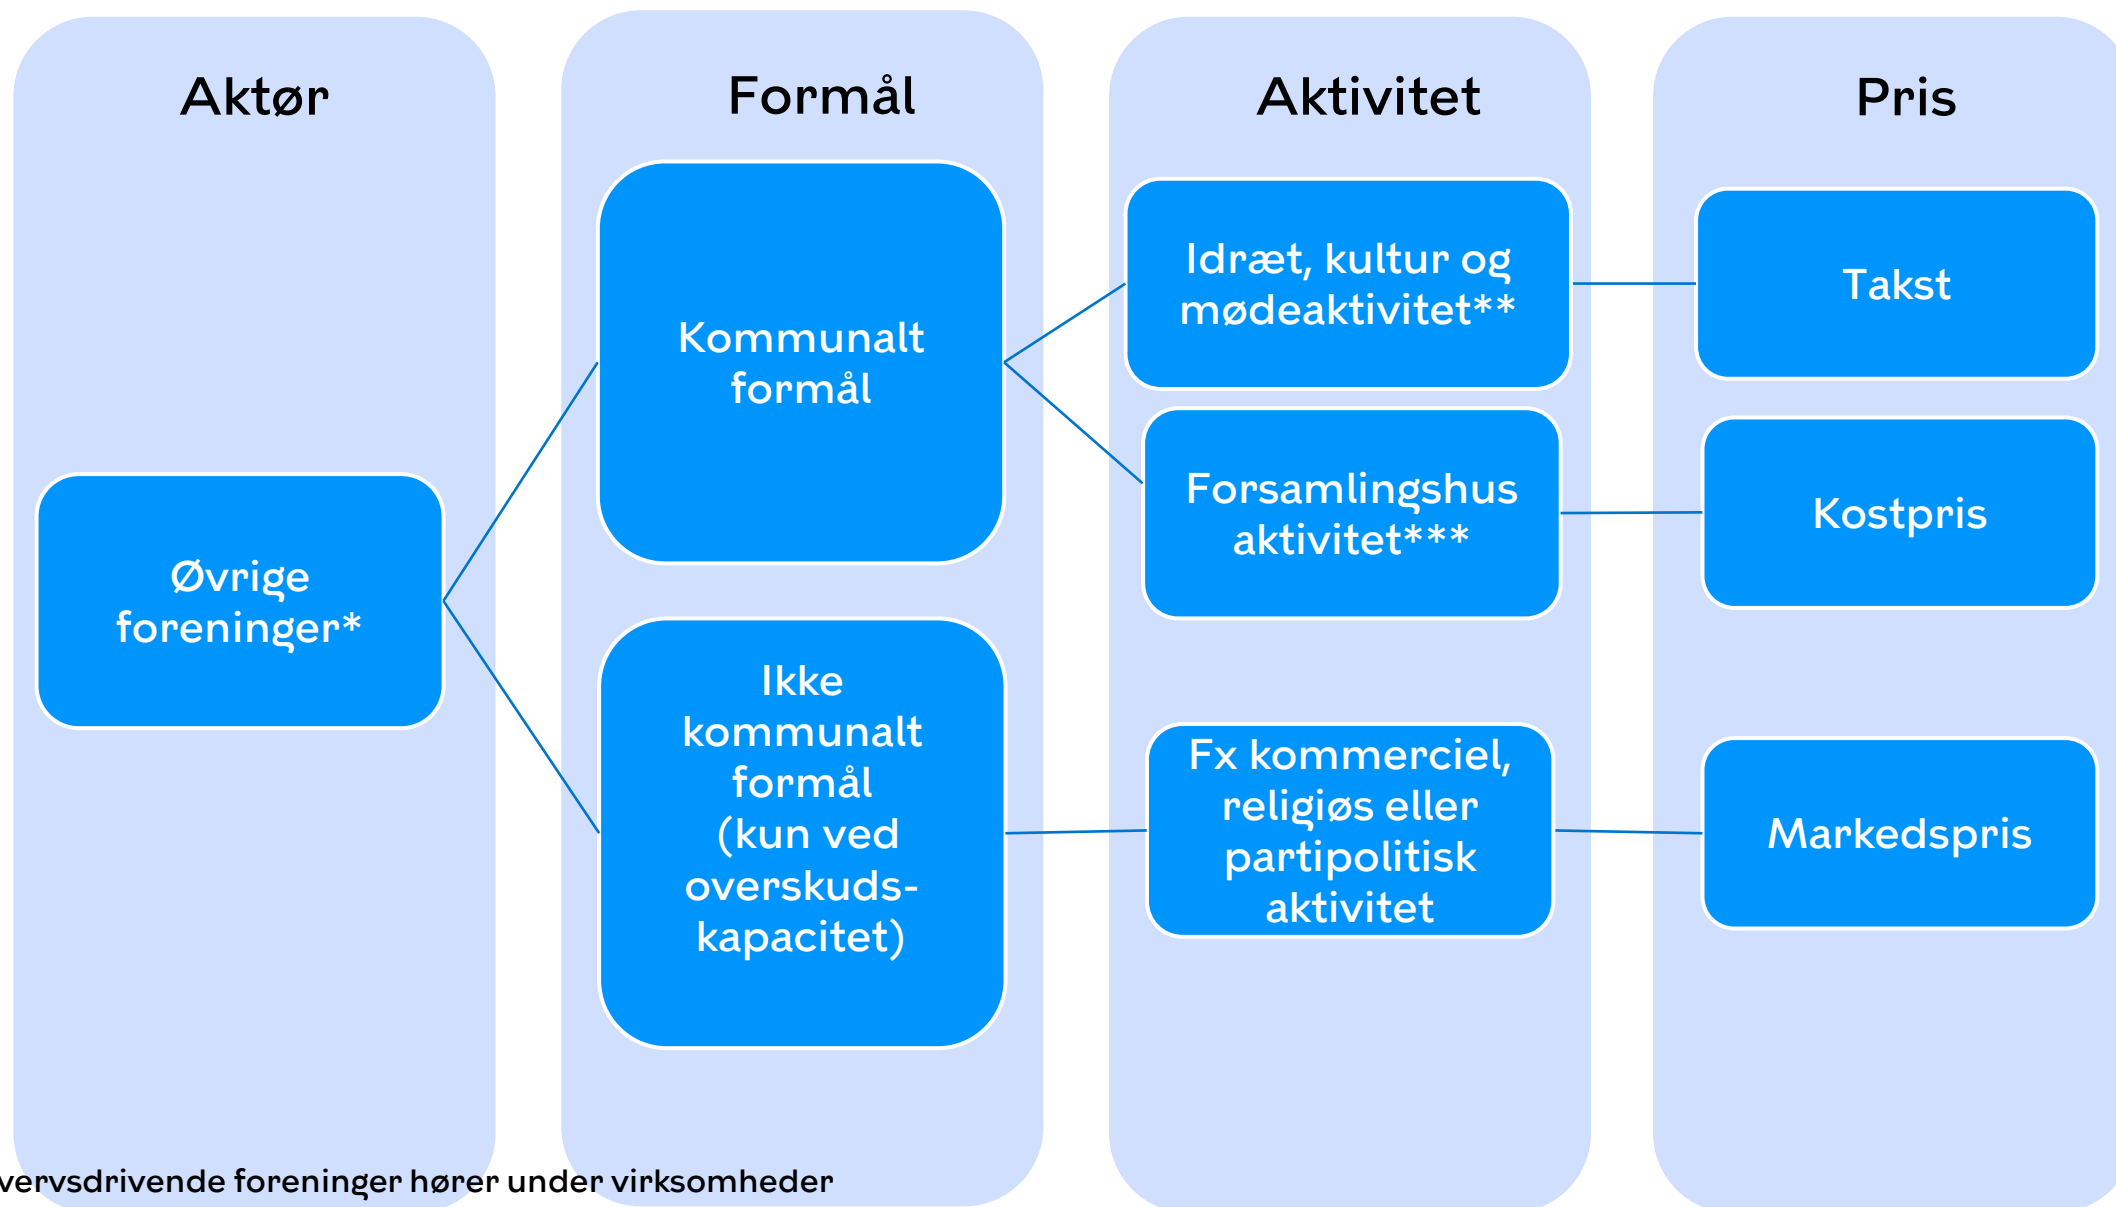 Aktør
Øvrige
foreninger*
Formål
Kommunalt
formål
Ikke
kommunalt
formål
(kun ved
overskuds-
kapacitet)
Aktivitet
Idræt, kultur og
mødeaktivitet**
Forsamlingshus
aktivitet***
Fx kommerciel,
religiøs eller
partipolitisk
aktivitet
Pris
Takst
Kostpris
Markedspris
foreninger hører under virksomheder